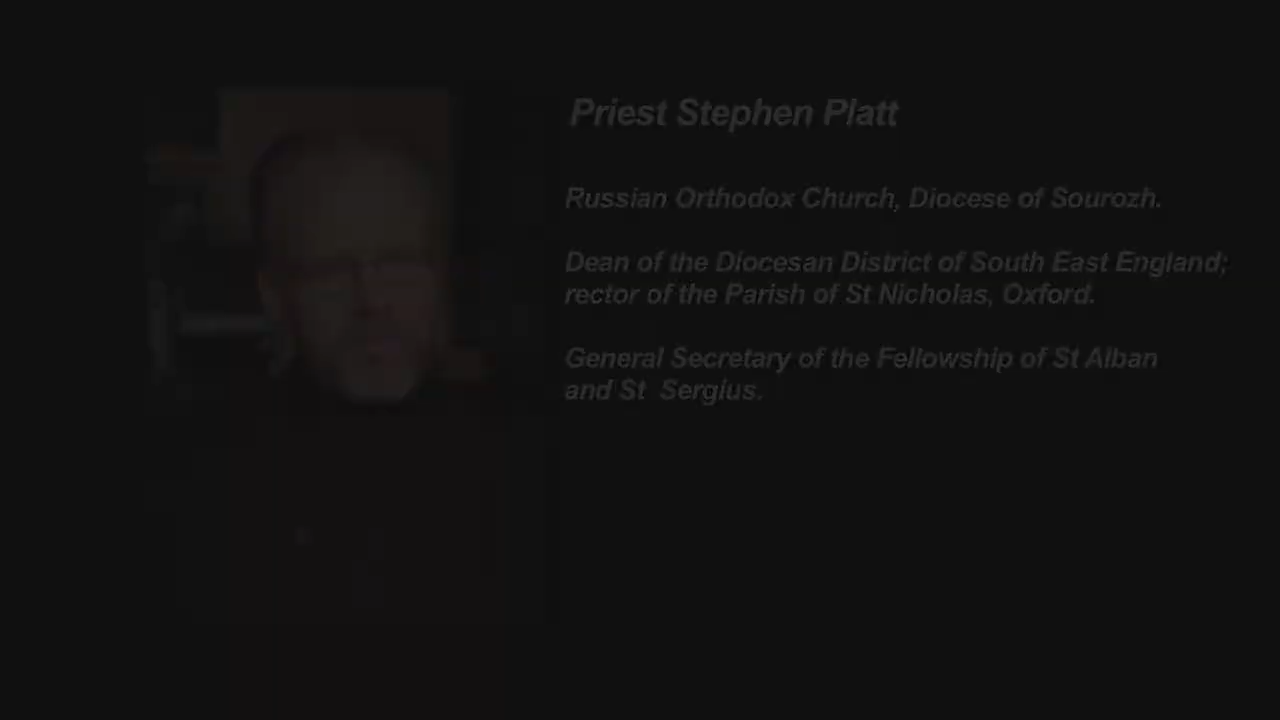 Priest Stephen Platt
Russian Orthodox Church, Diocese of Sourozh.
Dean of the Diocesan District of South East England;
rector of the Parish of St Nicholas, Oxford.
General Secretary of the Fellowship of St Alban
and St Sergius.